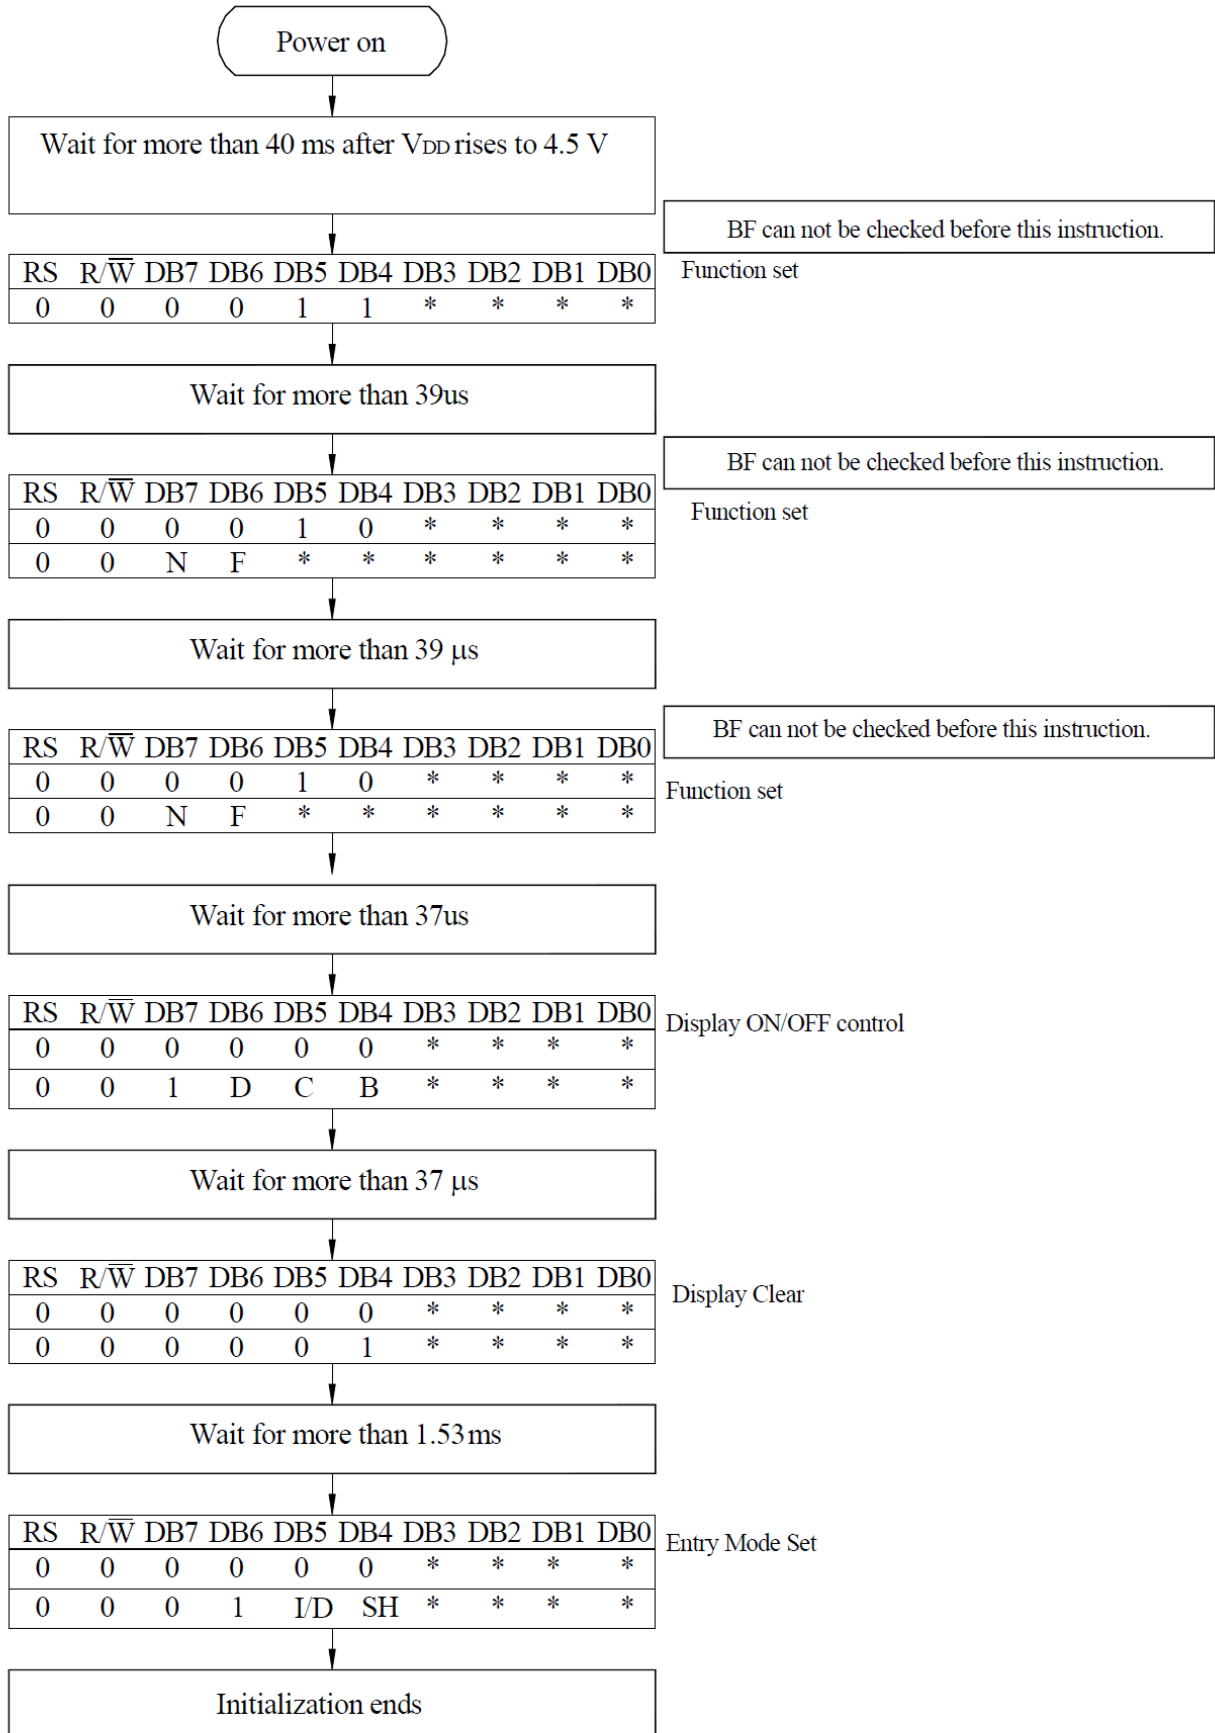 Power on
Wait for more than 40 ms after VDD rises to 4.5 V
BF can not be checked before this instruction.
RS R/W̅ DB7 DB6 DB5 DB4 DB3 DB2 DB1 DB0
Function set
0 0 0 0 1 1 * * * *
Wait for more than 39us
BF can not be checked before this instruction.
RS R/W̅ DB7 DB6 DB5 DB4 DB3 DB2 DB1 DB0
Function set
0 0 0 0 1 0 * * * *
0 0 N F * * * * * *
Wait for more than 39 µs
BF can not be checked before this instruction.
RS R/W̅ DB7 DB6 DB5 DB4 DB3 DB2 DB1 DB0
0 0 0 0 1 0 * * * *
Function set
0 0 N F * * * * * *
Wait for more than 37us
RS R/W̅ DB7 DB6 DB5 DB4 DB3 DB2 DB1 DB0
Display ON/OFF control
0 0 0 0 0 0 * * * *
0 0 1 D C B * * * *
Wait for more than 37 µs
RS R/W̅ DB7 DB6 DB5 DB4 DB3 DB2 DB1 DB0
Display Clear
0 0 0 0 0 0 * * * *
0 0 0 0 0 1 * * * *
Wait for more than 1.53ms
RS R/W̅ DB7 DB6 DB5 DB4 DB3 DB2 DB1 DB0
Entry Mode Set
0 0 0 0 0 0 * * * *
0 0 0 1 I/D SH * * * *
Initialization ends